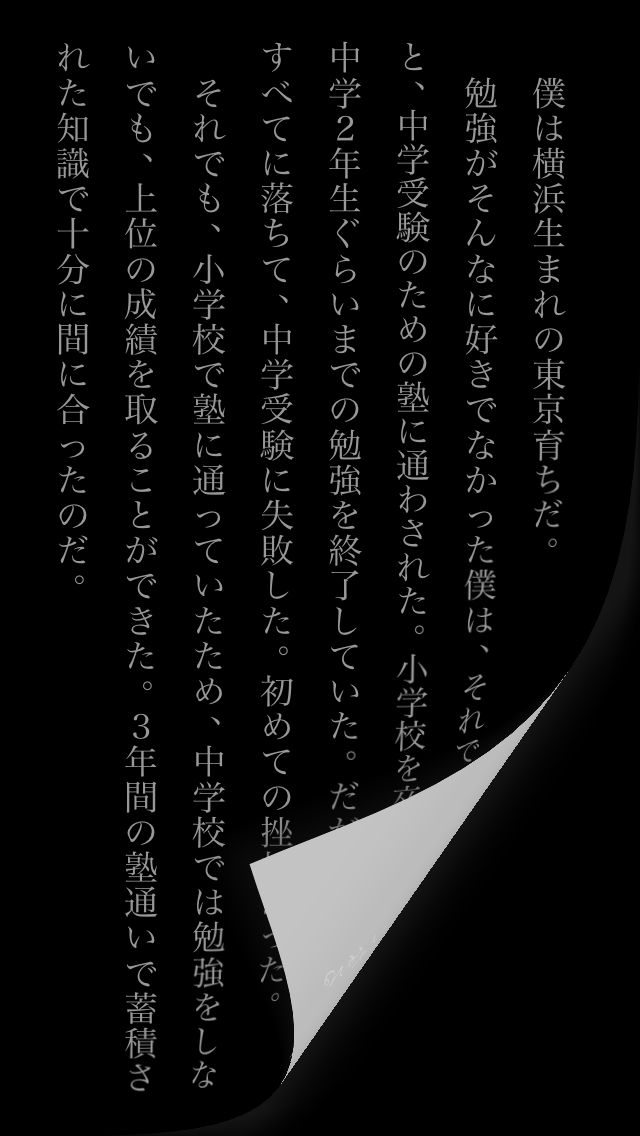 僕は横浜生まれの東京育ちだ。
勉強がそんなに好きでなかった僕は、それで
と、中学受験のための塾に通わされた。小学校を卒
中学２年生ぐらいまでの勉強を終了していた。だが
すべてに落ちて、中学受験に失敗した。初めての挫 った。
それでも、小学校で塾に通っていたため、中学校では勉強をしな
いでも、上位の成績を取ることができた。３年間の塾通いで蓄積さ
れた知識で十分に間に合ったのだ。